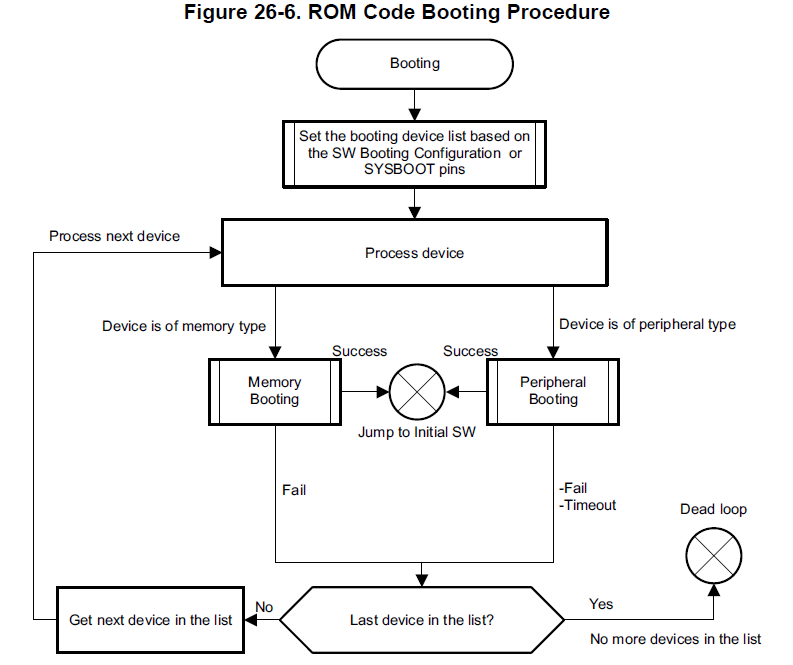 Figure 26-6. ROM Code Booting Procedure
Booting
Set the booting device list based on
the SW Booting Configuration or
SYSBOOT pins
Process next device
Process device
Device is of memory type
Device is of peripheral type
Success
Success
Memory
Booting
Peripheral
Booting
Jump to Initial SW
Fail
-Fail
-Timeout
Dead loop
Get next device in the list
No
Last device in the list?
Yes
No more devices in the list